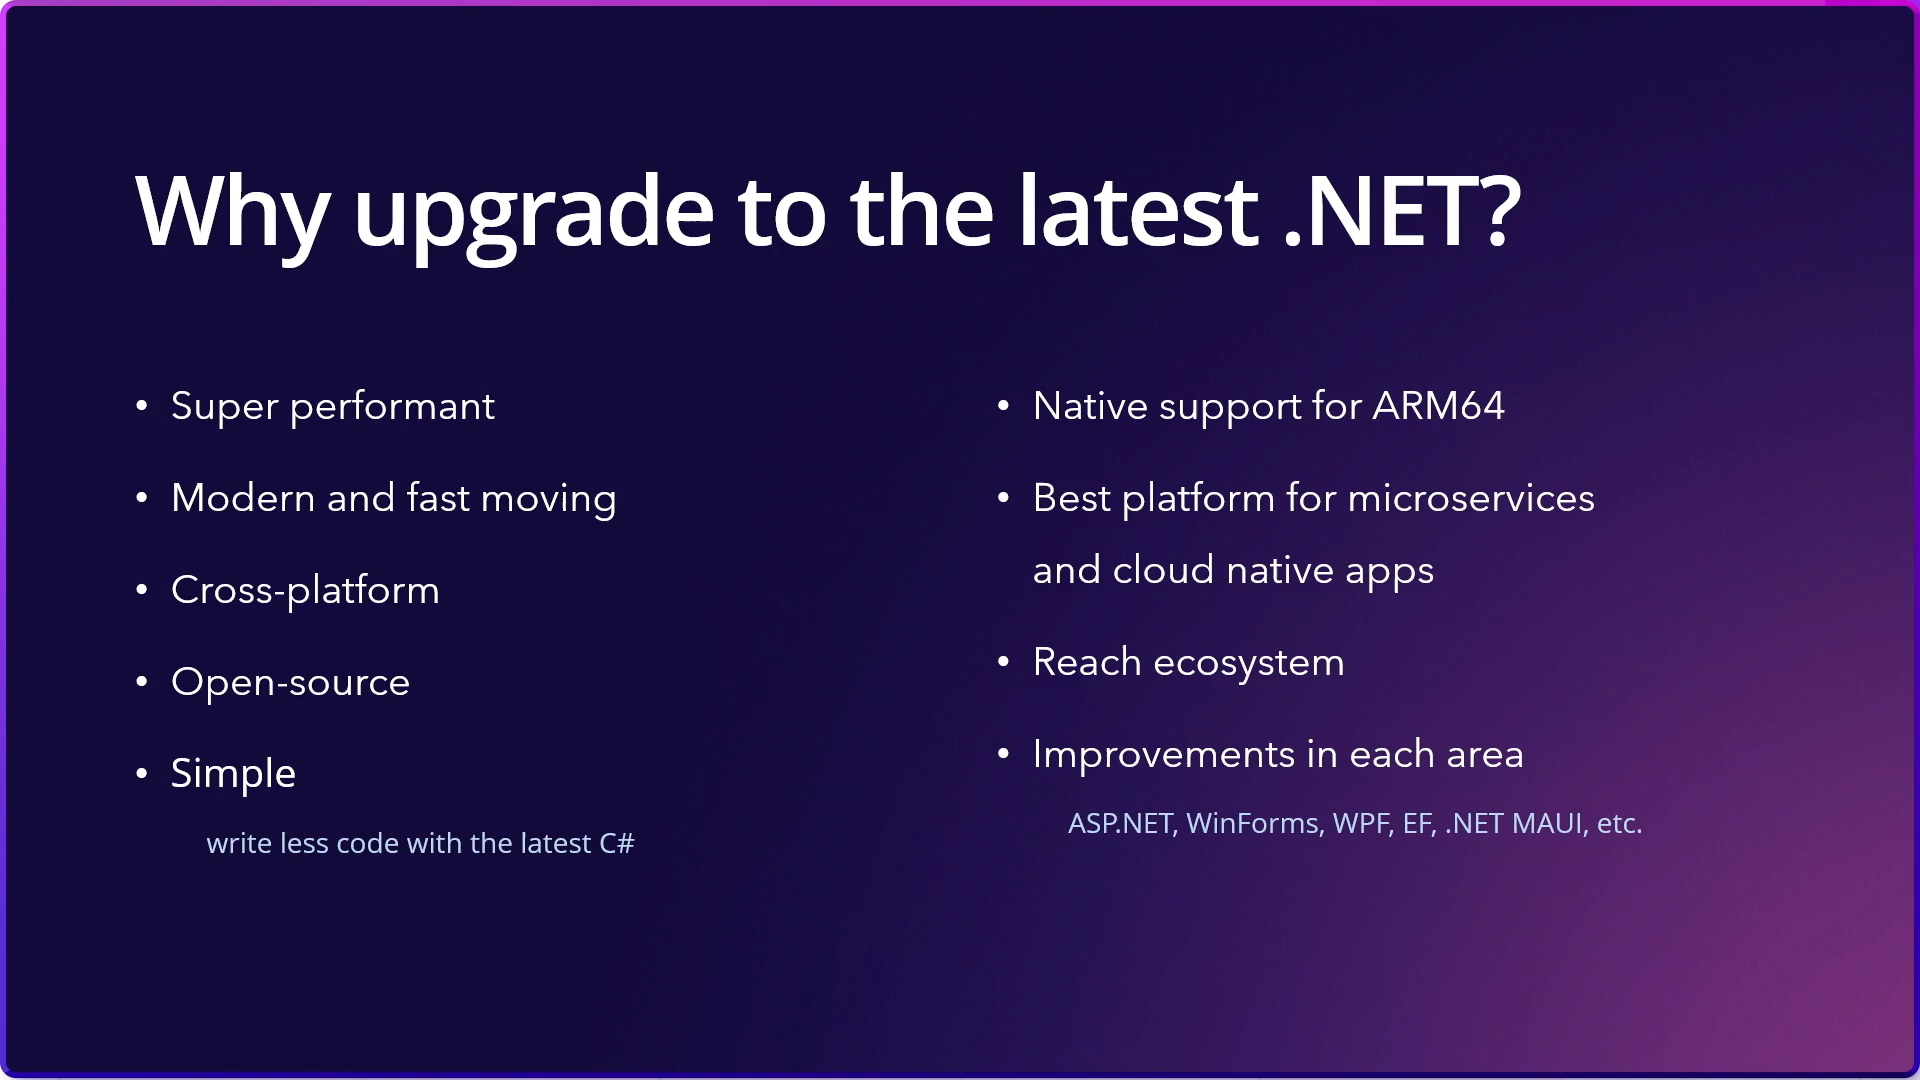 Why upgrade to the latest .NET?
• Super performant
• Modern and fast moving
• Cross-platform
• Open-source
• Simple
write less code with the latest C#
• Native support for ARM64
• Best platform for microservices
and cloud native apps
• Reach ecosystem
• Improvements in each area
ASP.NET, WinForms, WPF, EF, .NET MAUI, etc.